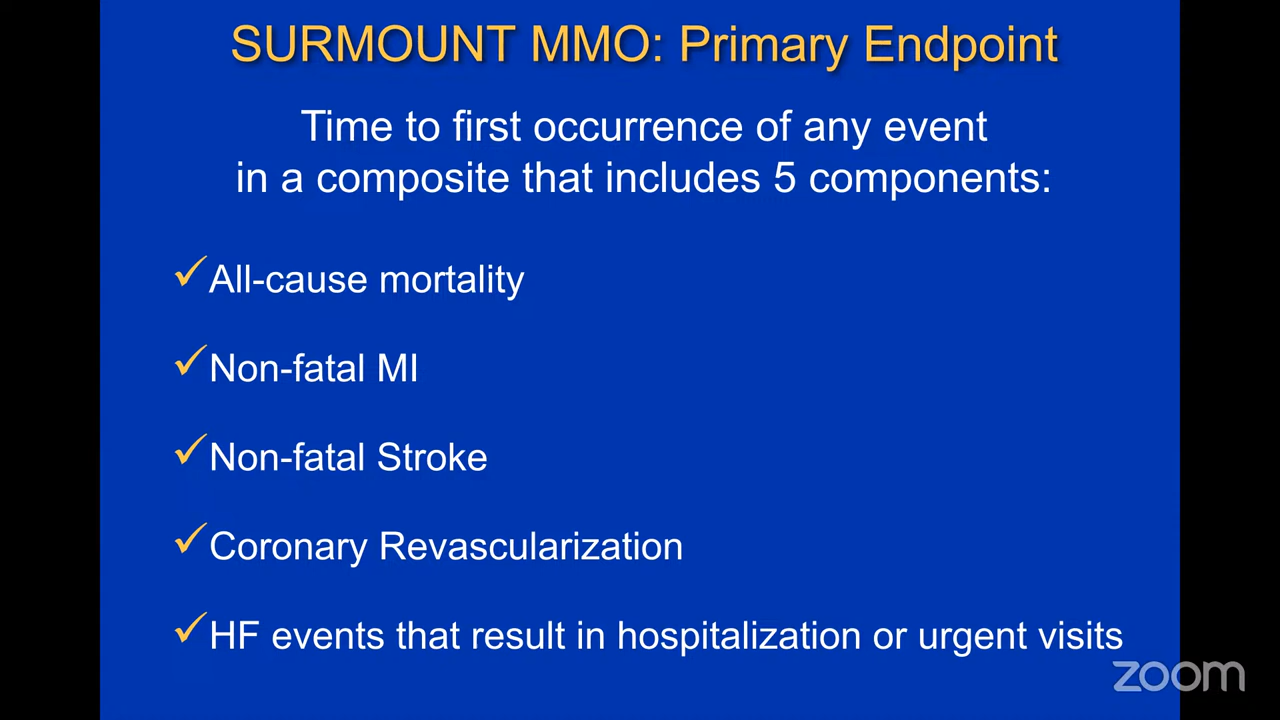 SURMOUNT MMO: Primary Endpoint
Time to first occurrence of any event
in a composite that includes 5 components:
All-cause mortality
Non-fatal MI
Non-fatal Stroke
Coronary Revascularization
HF events that result in hospitalization or urgent visits
zoom